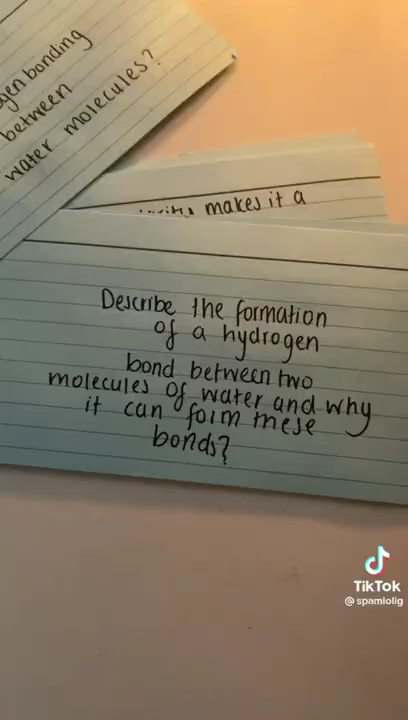 bonding
between
water molecules?
makes it a
Describe the formation
of a hydrogen
bond between two
molecules of water and why
it can form these
bonds?
TikTok
@spamlolig